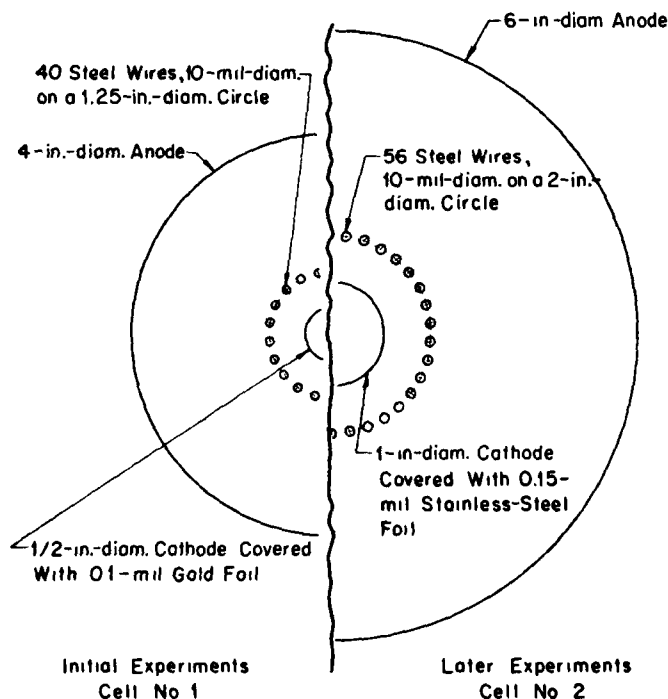 6-in-diam Anode
40 Steel Wires, 10-mil-diam.
on a 1.25-in.-diam. Circle
4-in.-diam. Anode
56 Steel Wires,
10-mil-diam. on a 2-in.-
diam. Circle
1-in-diam. Cathode
Covered With 0.15-
mil Stainless-Steel
Foil
1/2-in.-diam. Cathode Covered
With 01-mil Gold Foil
Initial Experiments
Cell No 1
Later Experiments
Cell No 2